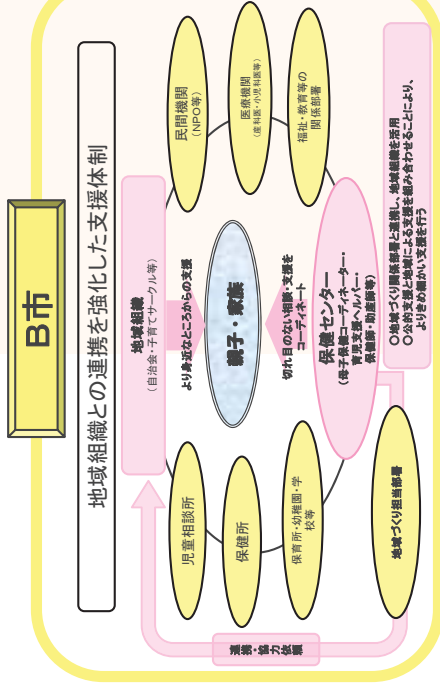 B市
地域組織との連携を強化した支援体制
地域組織
（自治会・子育てサークル等）
児童相談所
民間機関
（NPO等）
より身近なところからの支援
保健所
親子・家族
医療機関
（産科医・小児科医等）
切れ目のない相談・支援を
コーディネート
保育所・幼稚園・学
校等
福祉・教育等の
関係部署
保健センター
（母子保健コーディネーター・
育児支援ヘルパー・
保健師・助産師等）
連携・協力依頼
地域づくり担当部署
○地域づくり関係部署と連携し、地域組織を活用
○公的支援と地域による支援を組み合わせることにより、
よりきめ細かい支援を行う